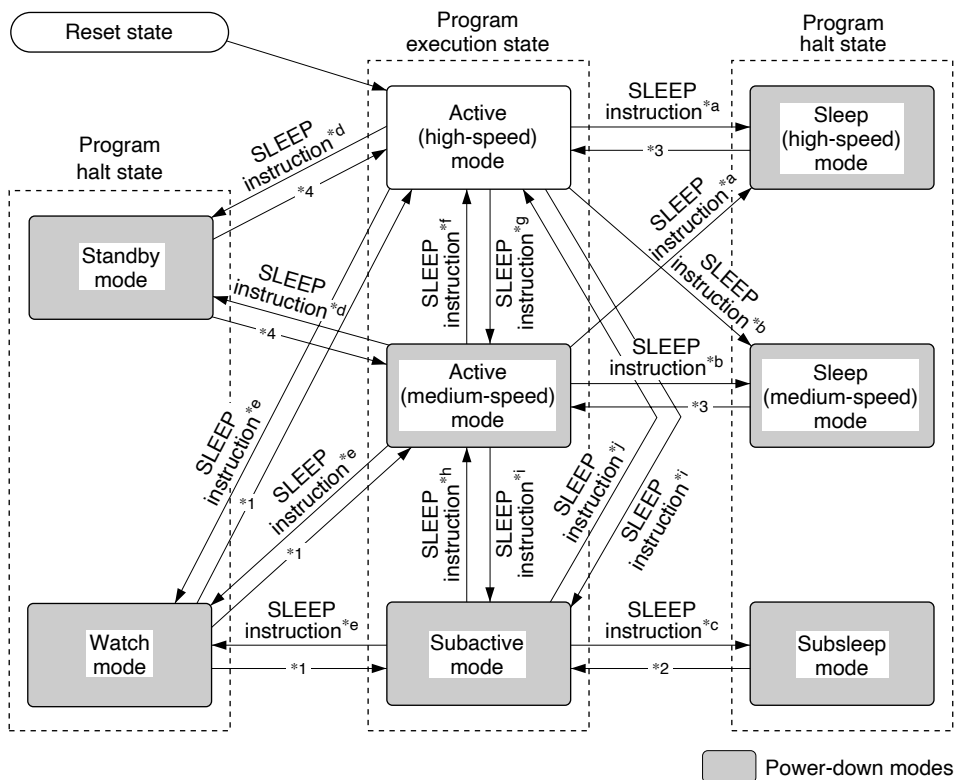 Reset state
Program
execution state
Program
halt state
Program
halt state
Active
(high-speed)
mode
SLEEP
instruction*a
*3
Sleep
(high-speed)
mode
SLEEP
instruction*d
*4
Standby
mode
SLEEP
instruction*d
*4
SLEEP
instruction*f
SLEEP
instruction*g
SLEEP
instruction*a
SLEEP
instruction*b
Active
(medium-speed)
mode
SLEEP
instruction*b
*3
Sleep
(medium-speed)
mode
SLEEP
instruction*e
*1
SLEEP
instruction*e
*1
SLEEP
instruction*h
SLEEP
instruction*i
SLEEP
instruction*j
SLEEP
instruction*i
Watch
mode
SLEEP
instruction*e
*1
Subactive
mode
SLEEP
instruction*c
*2
Subsleep
mode
Power-down modes